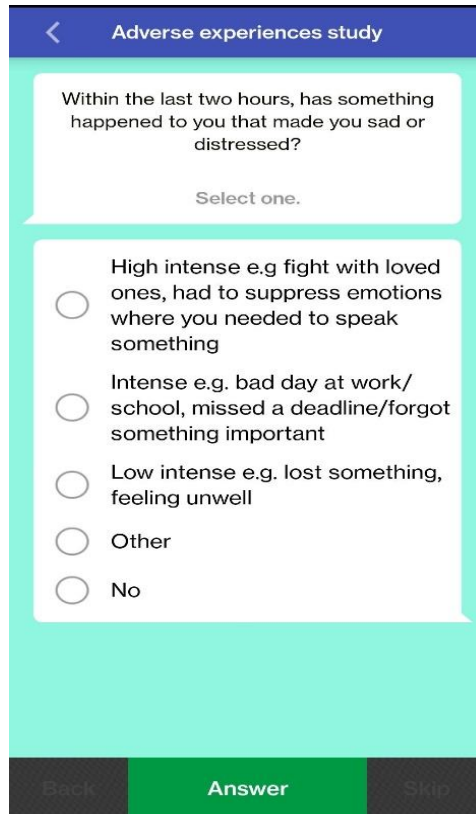 Adverse experiences study
Within the last two hours, has something
happened to you that made you sad or
distressed?
Select one.
High intense e.g fight with loved
ones, had to suppress emotions
where you needed to speak
something
Intense e.g. bad day at work/
school, missed a deadline/forgot
something important
Low intense e.g. lost something,
feeling unwell
Other
No
Back
Answer
Skip